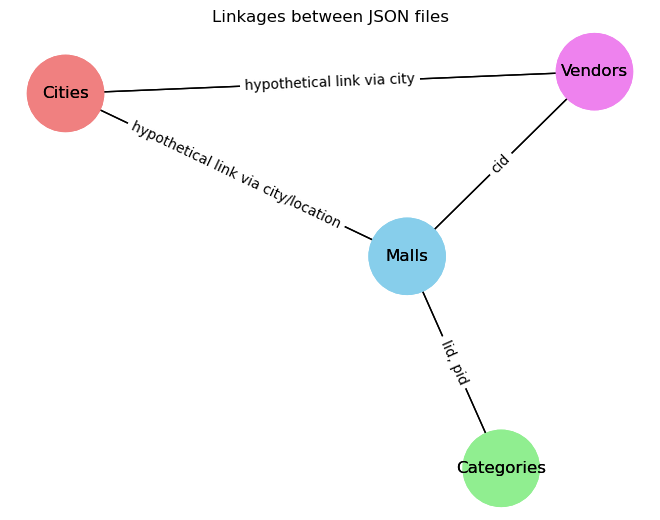 Linkages between JSON files
Vendors
Cities
hypothetical link via city
hypothetical link via city/location
cid
Malls
lid, pid
Categories